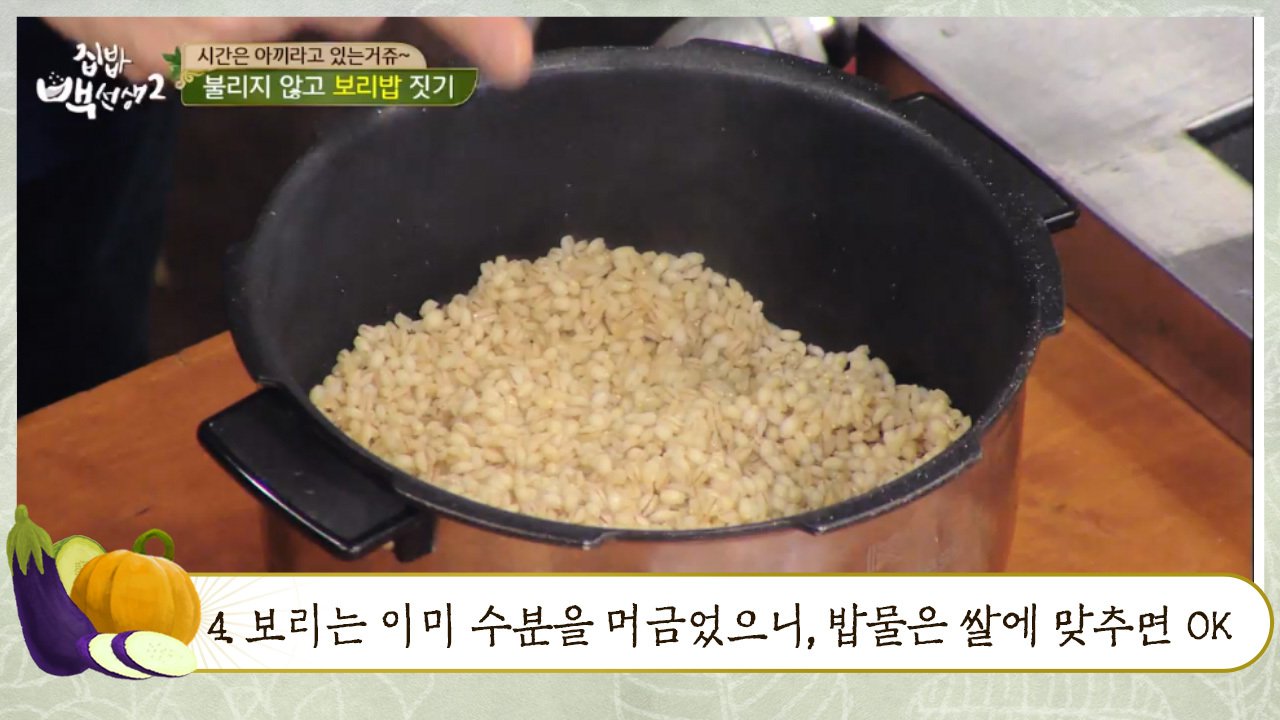 집밥
백선생2
시간은 아끼라고 있는거쥬~
불리지 않고 보리밥 짓기
4. 보리는 이미 수분을 머금었으니, 밥물은 쌀에 맞추면 OK